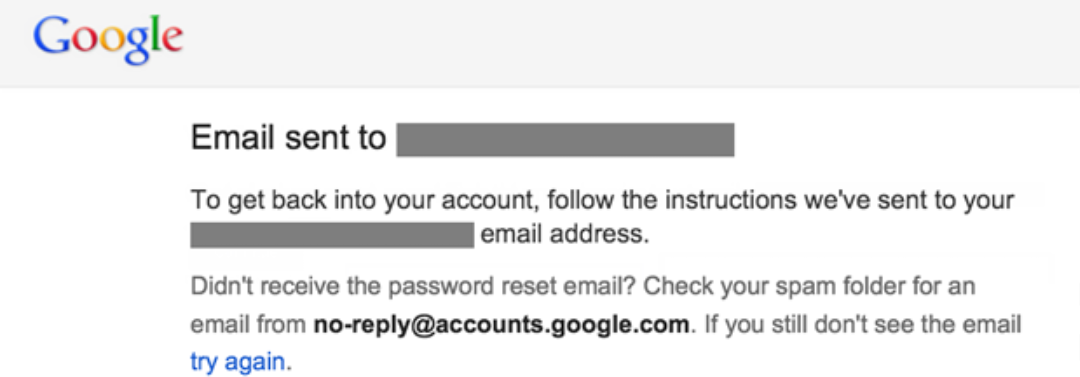 Google
Email sent to
To get back into your account, follow the instructions we've sent to your
email address.
Didn't receive the password reset email? Check your spam folder for an
email from no-reply@accounts.google.com. If you still don't see the email
try again.